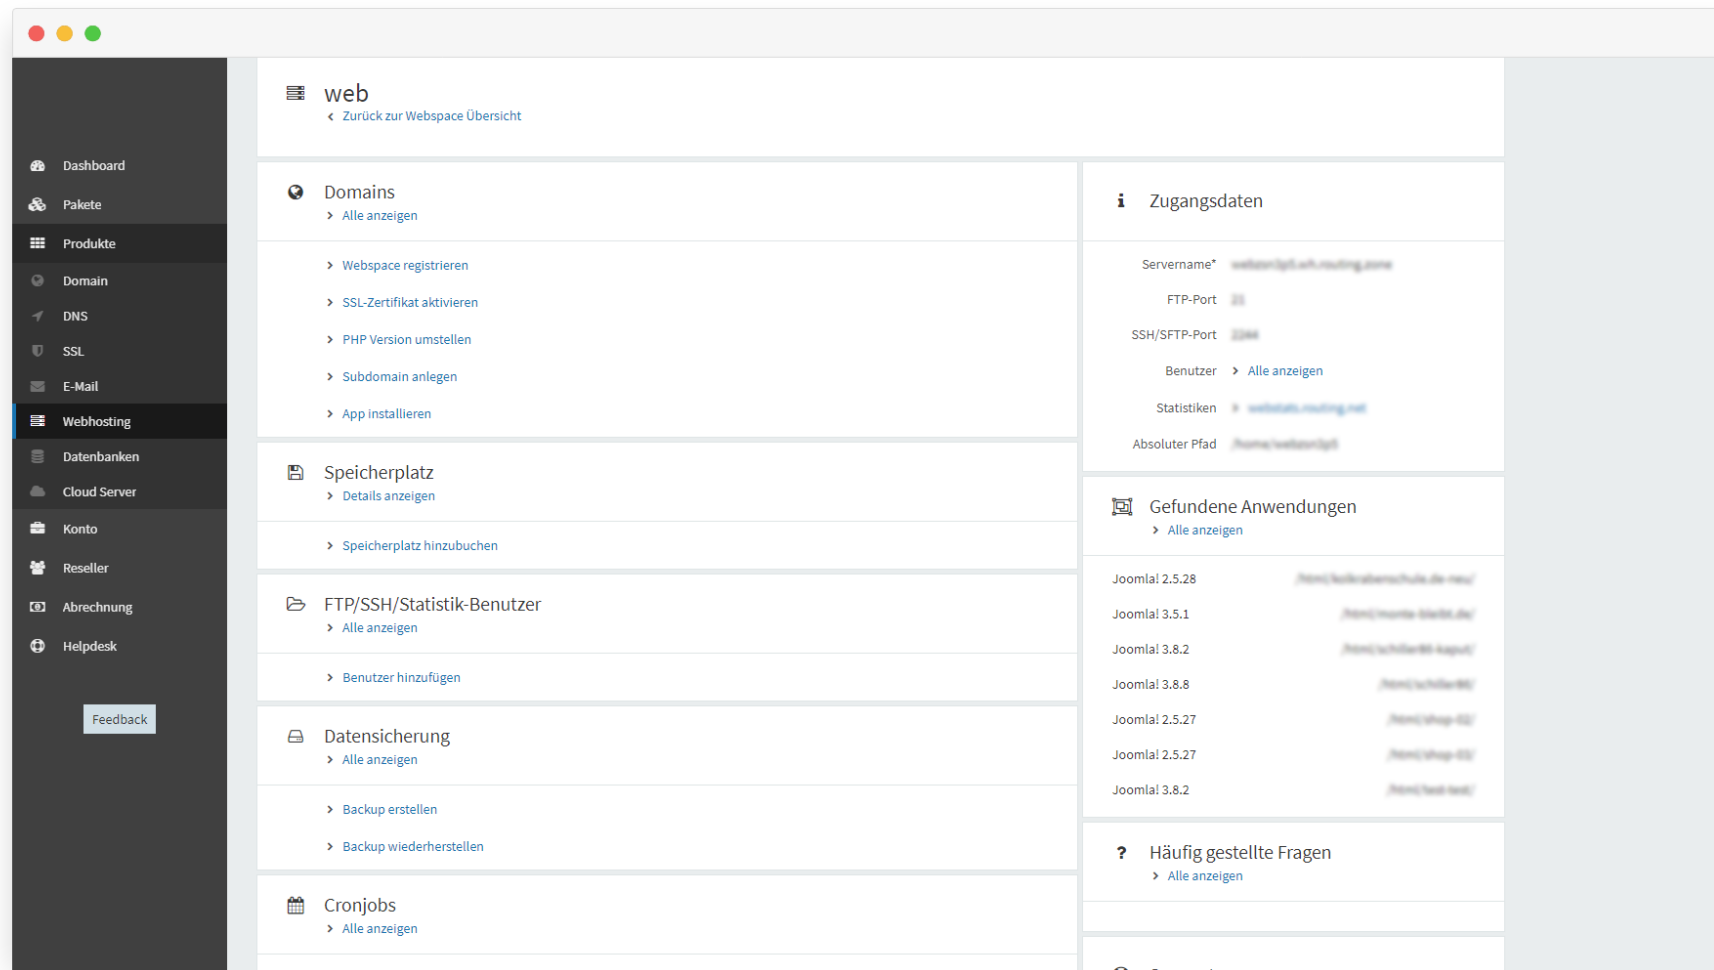 web
Zurück zur Webspace Übersicht
Dashboard
Pakete
Produkte
Domain
DNS
SSL
E-Mail
Webhosting
Datenbanken
Cloud Server
Konto
Reseller
Abrechnung
Helpdesk
Feedback
Domains
Alle anzeigen
Webspace registrieren
SSL-Zertifikat aktivieren
PHP Version umstellen
Subdomain anlegen
App installieren
Speicherplatz
Details anzeigen
Speicherplatz hinzubuchen
FTP/SSH/Statistik-Benutzer
Alle anzeigen
Benutzer hinzufügen
Datensicherung
Alle anzeigen
Backup erstellen
Backup wiederherstellen
Cronjobs
Alle anzeigen
Zugangsdaten
Servername*
FTP-Port 21
SSH/SFTP-Port 2244
Benutzer Alle anzeigen
Statistiken webstats.routing.net
Absoluter Pfad
Gefundene Anwendungen
Alle anzeigen
Joomla! 2.5.28
Joomla! 3.5.1
Joomla! 3.8.2
Joomla! 3.8.8
Joomla! 2.5.27
Joomla! 2.5.27
Joomla! 3.8.2
Häufig gestellte Fragen
Alle anzeigen